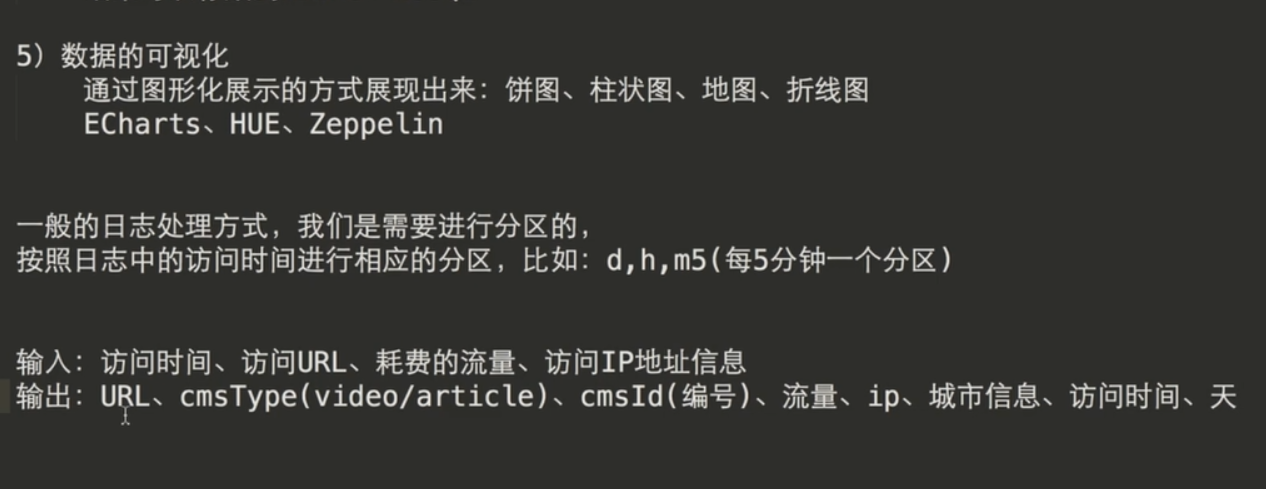 5）数据的可视化
通过图形化展示的方式展现出来：饼图、柱状图、地图、折线图
ECharts、HUE、Zeppelin
一般的日志处理方式，我们是需要进行分区的，
按照日志中的访问时间进行相应的分区，比如：d,h,m5(每5分钟一个分区)
输入：访问时间、访问URL、耗费的流量、访问IP地址信息
输出：URL、cmsType(video/article)、cmsId(编号)、流量、ip、城市信息、访问时间、天